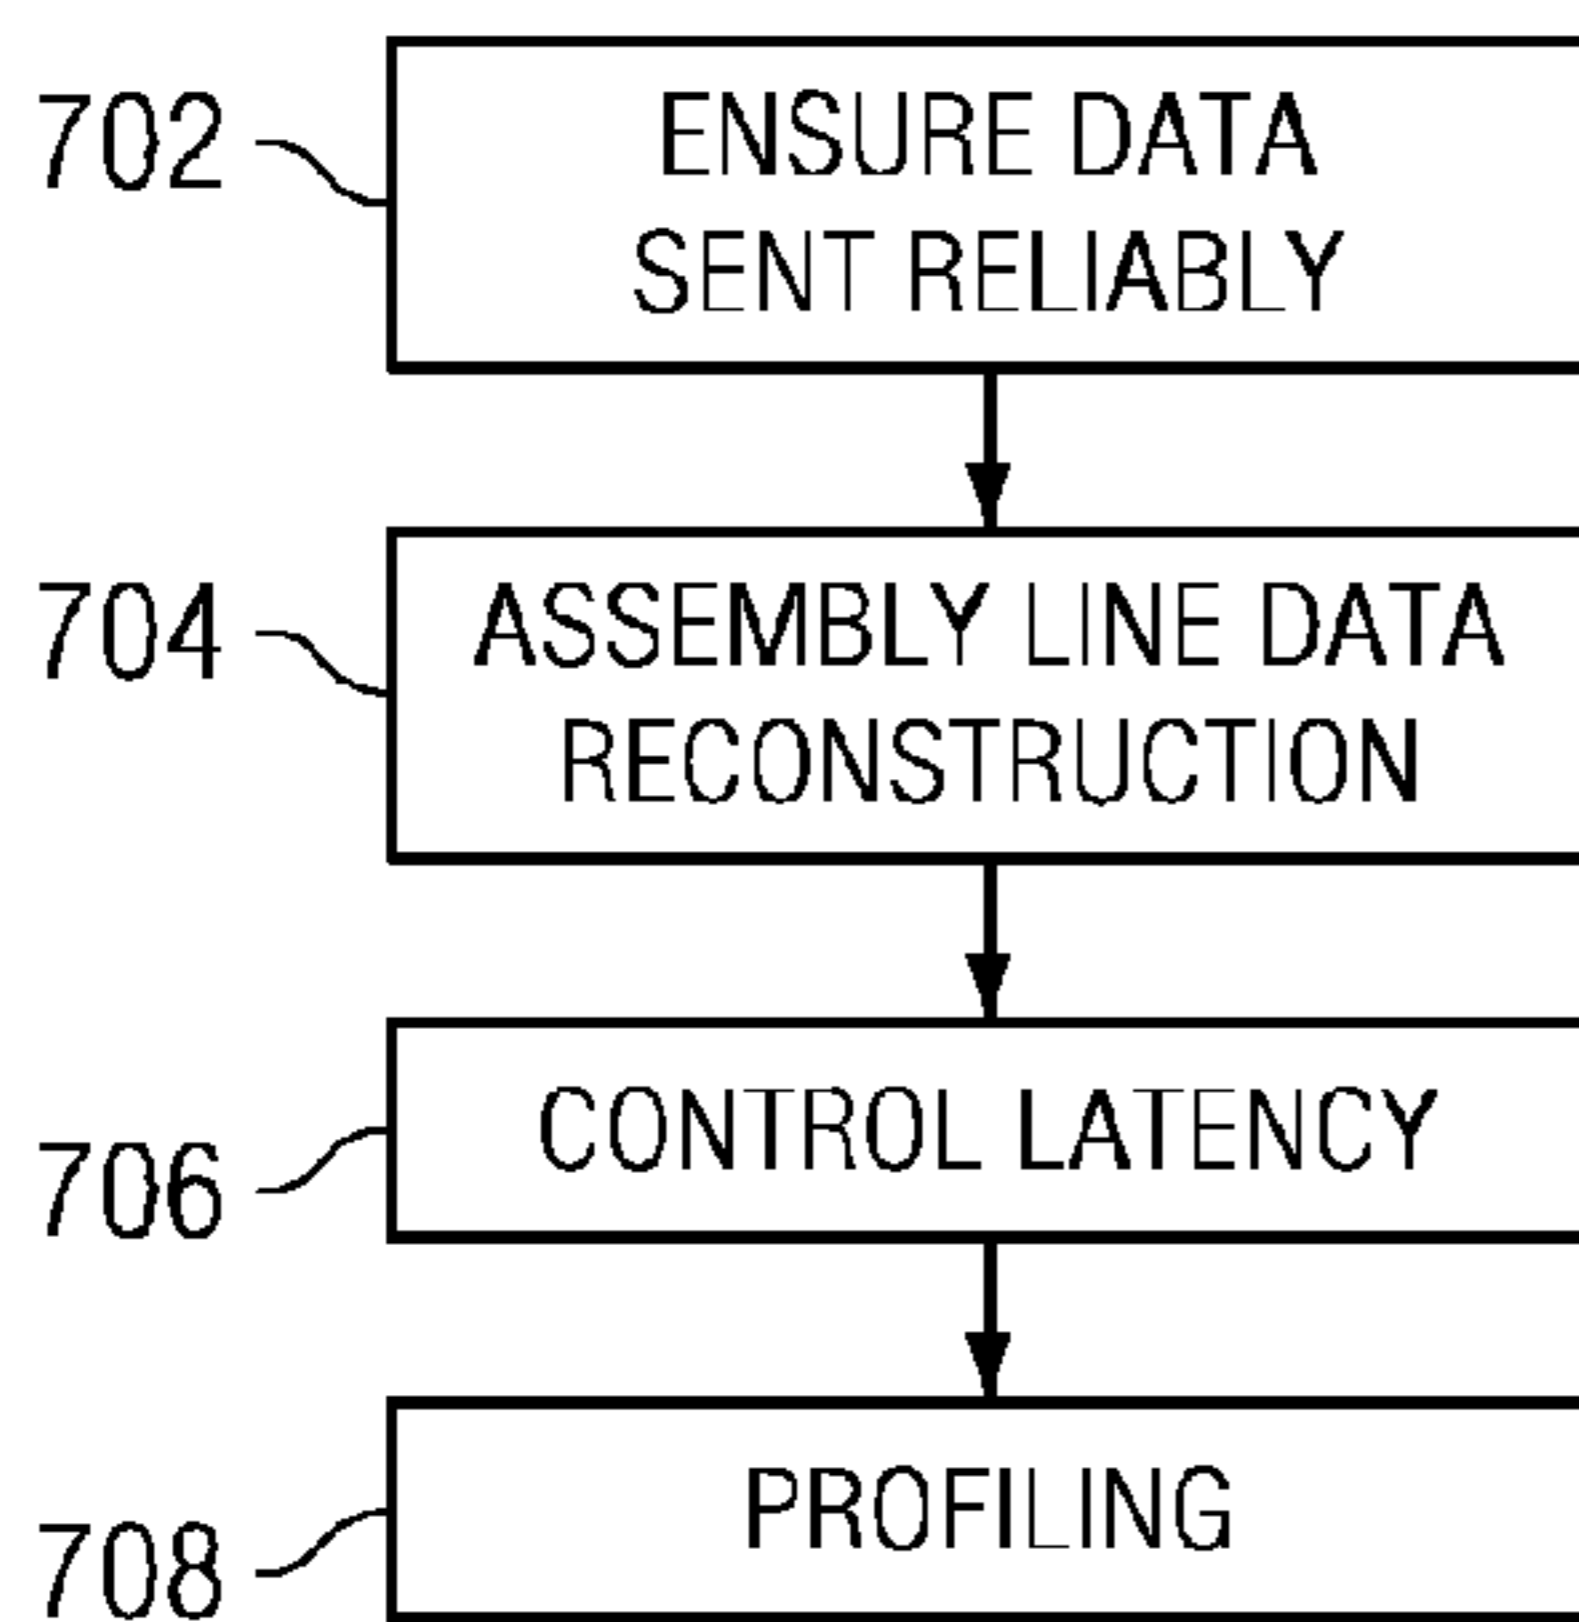 702
ENSURE DATA
SENT RELIABLY
704
ASSEMBLY LINE DATA
RECONSTRUCTION
706
CONTROL LATENCY
708
PROFILING